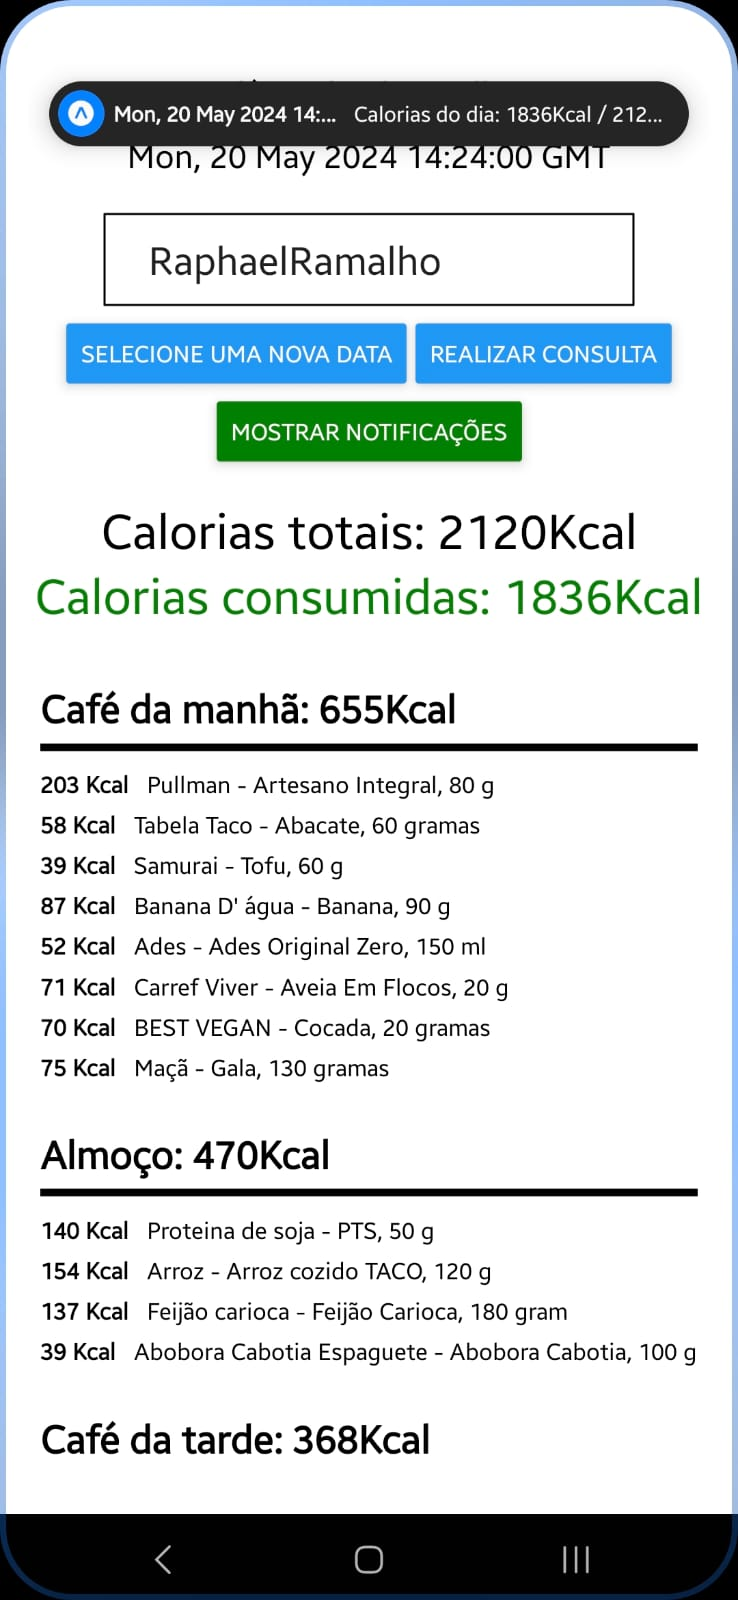 Mon, 20 May 2024 14:... Calorias do dia: 1836Kcal / 212...
Mon, 20 May 2024 14:24:00 GMT
RaphaelRamalho
SELECIONE UMA NOVA DATA REALIZAR CONSULTA
MOSTRAR NOTIFICAÇÕES
Calorias totais: 2120Kcal
Calorias consumidas: 1836Kcal
Café da manhã: 655Kcal
203 Kcal Pullman - Artesano Integral, 80 g
58 Kcal Tabela Taco - Abacate, 60 gramas
39 Kcal Samurai - Tofu, 60 g
87 Kcal Banana D' água - Banana, 90 g
52 Kcal Ades - Ades Original Zero, 150 ml
71 Kcal Carref Viver - Aveia Em Flocos, 20 g
70 Kcal BEST VEGAN - Cocada, 20 gramas
75 Kcal Maçã - Gala, 130 gramas
Almoço: 470Kcal
140 Kcal Proteina de soja - PTS, 50 g
154 Kcal Arroz - Arroz cozido TACO, 120 g
137 Kcal Feijão carioca - Feijão Carioca, 180 gram
39 Kcal Abobora Cabotia Espaguete - Abobora Cabotia, 100 g
Café da tarde: 368Kcal